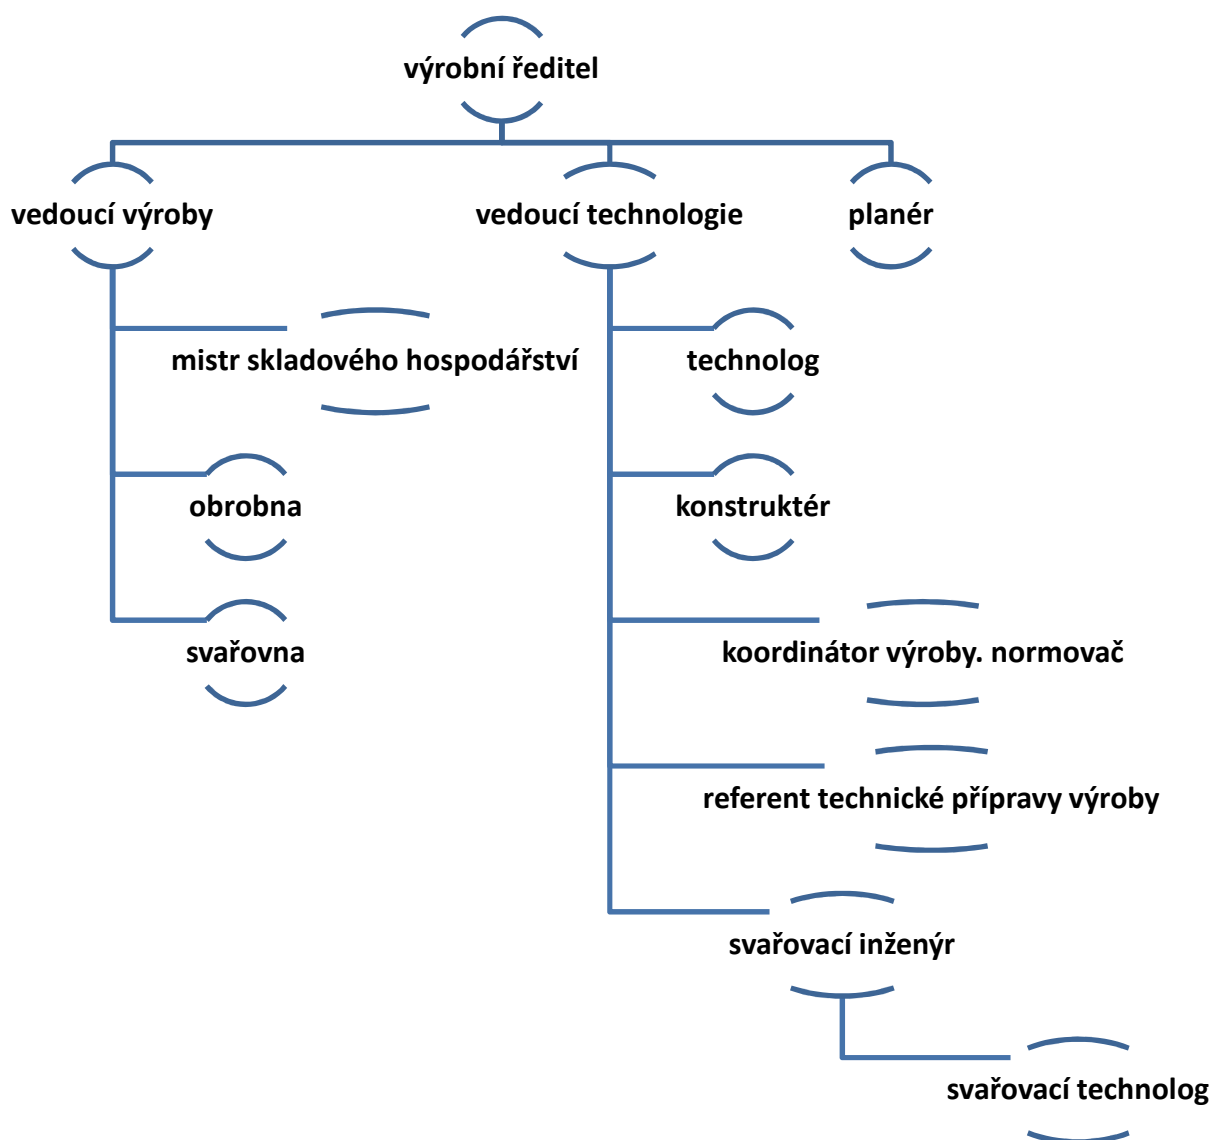 výrobní ředitel
vedoucí výroby
vedoucí technologie
planér
mistr skladového hospodářství
technolog
obrobna
konstruktér
svařovna
koordinátor výroby. normovač
referent technické přípravy výroby
svařovací inženýr
svařovací technolog